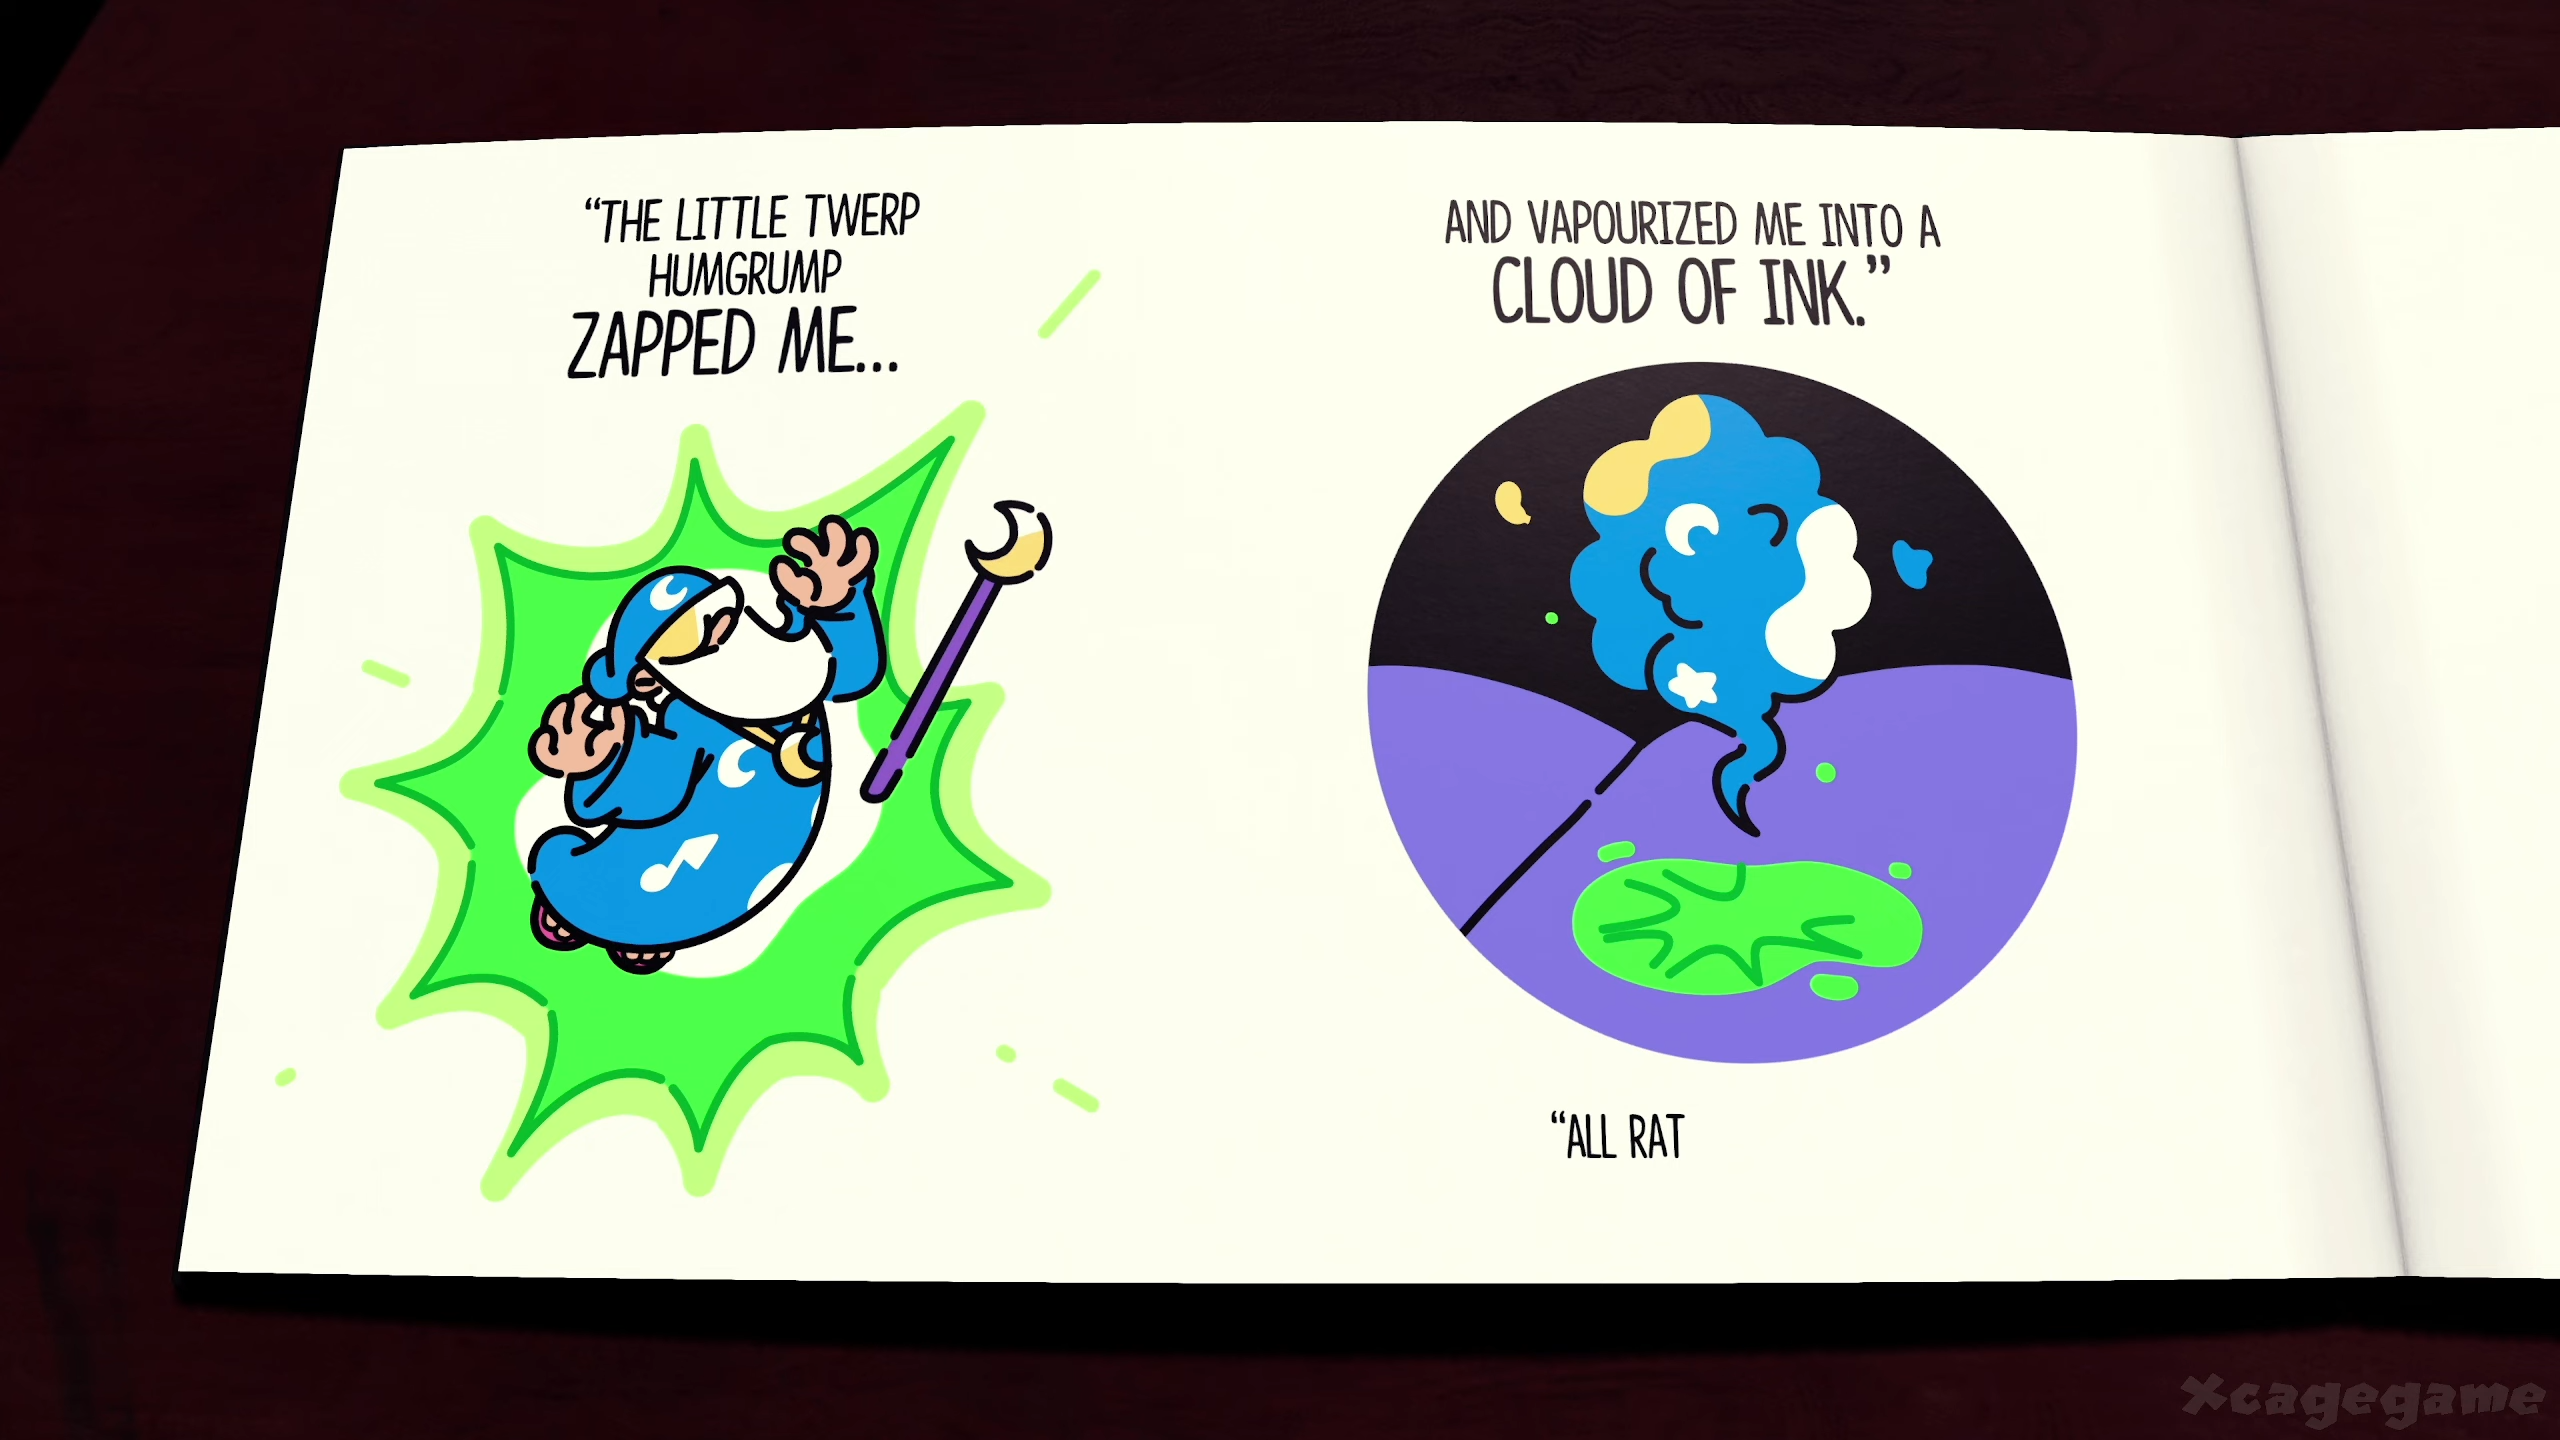 “THE LITTLE TWERP
HUMGRUMP
ZAPPED ME...
AND VAPOURIZED ME INTO A
CLOUD OF INK.”
“ALL RAT
Xcagegame